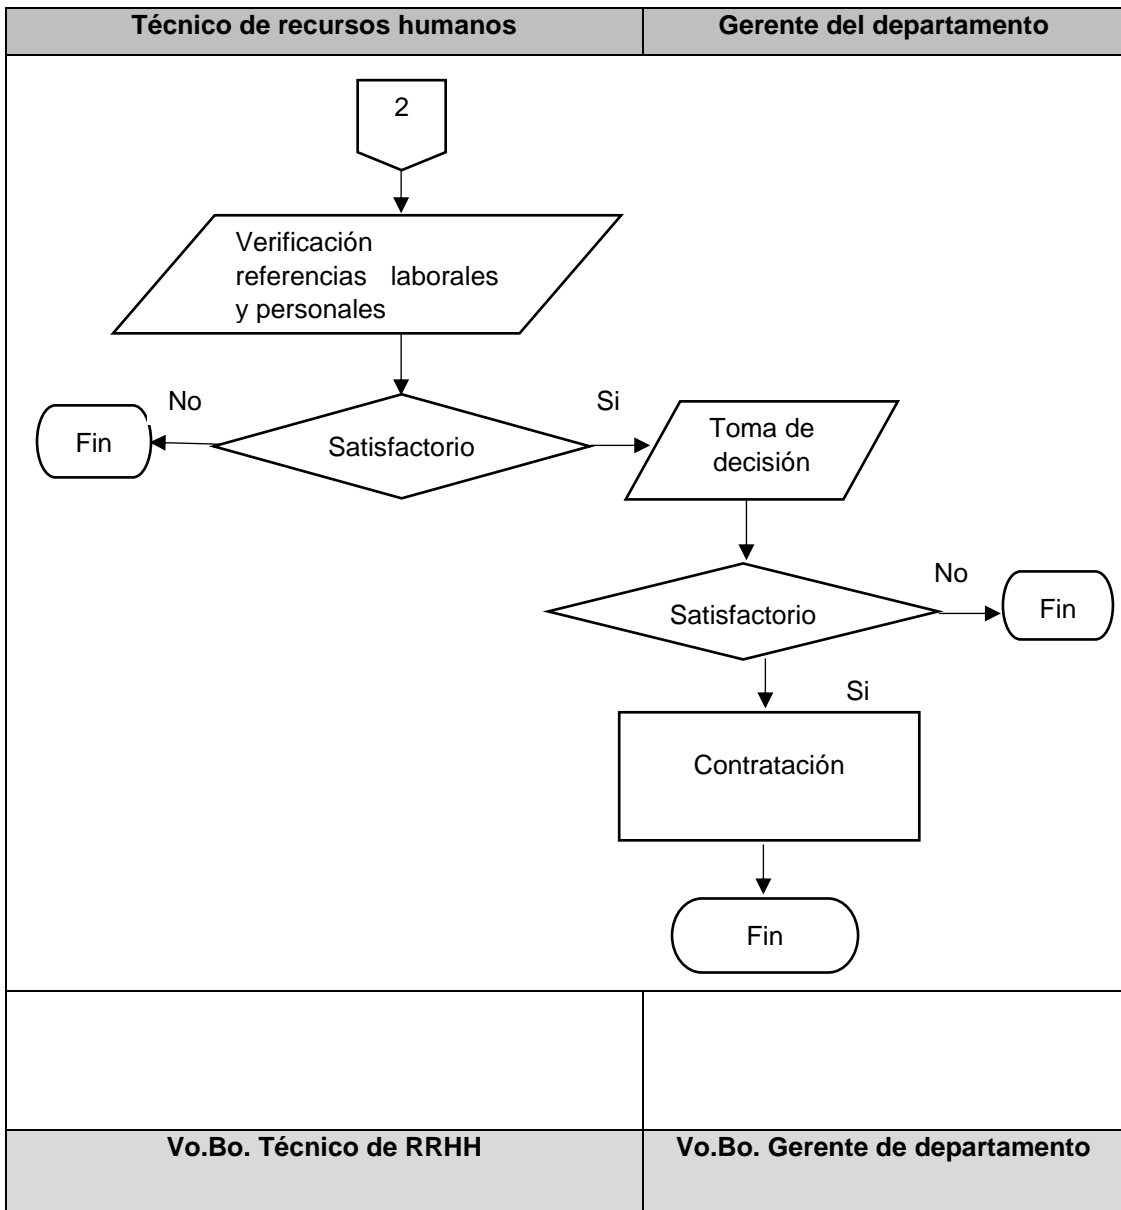 Técnico de recursos humanos
Gerente del departamento
2
Verificación
referencias laborales
y personales
No
Si
Fin
Satisfactorio
Toma de
decisión
No
Satisfactorio
Fin
Si
Contratación
Fin
Vo.Bo. Técnico de RRHH
Vo.Bo. Gerente de departamento